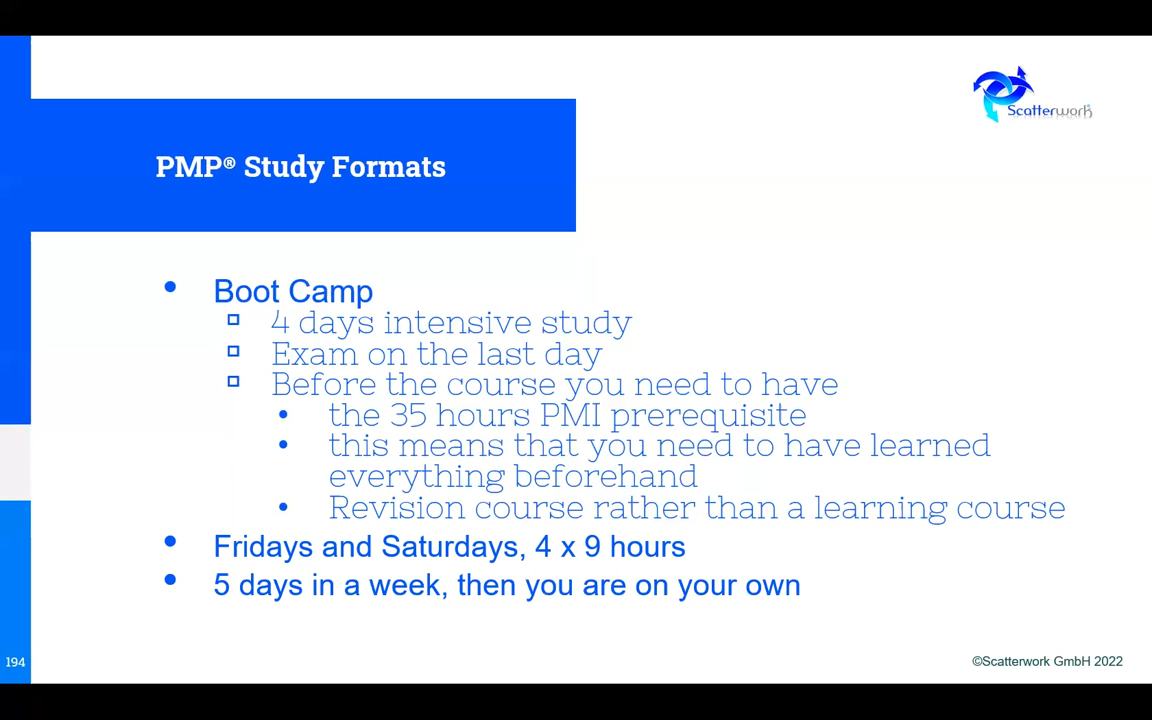 Scatterwork
PMP® Study Formats
• Boot Camp
4 days intensive study
Exam on the last day
Before the course you need to have
• the 35 hours PMI prerequisite
• this means that you need to have learned
everything beforehand
• Revision course rather than a learning course
• Fridays and Saturdays, 4 x 9 hours
• 5 days in a week, then you are on your own
194
©Scatterwork GmbH 2022